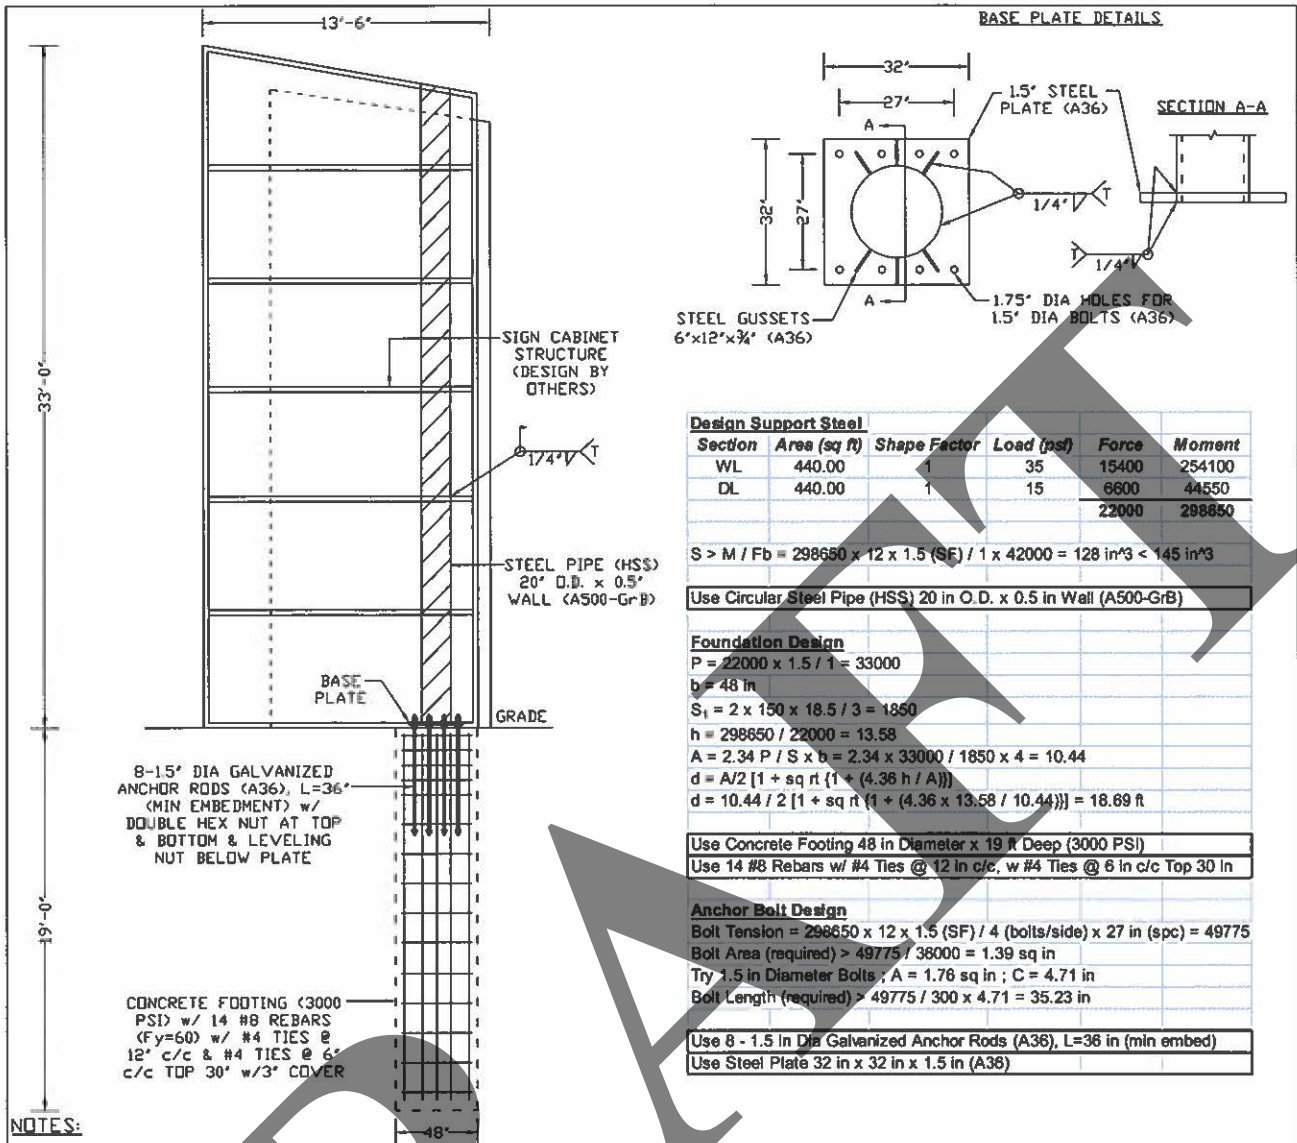 13'-6"
BASE PLATE DETAILS
32"
27"
A
1.5" STEEL
PLATE (A36)
SECTION A-A
32"
27"
1/4" T
T 1/4"
A
STEEL GUSSETS
6"x12"x¾" (A36)
1.75" DIA HOLES FOR
1.5" DIA BOLTS (A36)
33'-0"
SIGN CABINET
STRUCTURE
(DESIGN BY
OTHERS)
1/4" T
STEEL PIPE (HSS)
20" O.D. x 0.5"
WALL (A500-GrB)
BASE
PLATE
GRADE
8-1.5" DIA GALVANIZED
ANCHOR RODS (A36), L=36"
(MIN EMBEDMENT) w/
DOUBLE HEX NUT AT TOP
& BOTTOM & LEVELING
NUT BELOW PLATE
19'-0"
CONCRETE FOOTING (3000
PSI) w/ 14 #8 REBARS
(Fy=60) w/ #4 TIES @
12" c/c & #4 TIES @ 6"
c/c TOP 30" w/3" COVER
48"
NOTES:
Design Support Steel
Section Area (sq ft) Shape Factor Load (psf) Force Moment
WL 440.00 1 35 15400 254100
DL 440.00 1 15 6600 44550
22000 298650
S > M / Fb = 298650 x 12 x 1.5 (SF) / 1 x 42000 = 128 in^3 < 145 in^3
Use Circular Steel Pipe (HSS) 20 in O.D. x 0.5 in Wall (A500-GrB)
Foundation Design
P = 22000 x 1.5 / 1 = 33000
b = 48 in
S₁ = 2 x 150 x 18.5 / 3 = 1850
h = 298650 / 22000 = 13.58
A = 2.34 P / S x b = 2.34 x 33000 / 1850 x 4 = 10.44
d = A/2 [1 + sq rt {1 + (4.36 h / A)}]
d = 10.44 / 2 [1 + sq rt {1 + (4.36 x 13.58 / 10.44)}] = 18.69 ft
Use Concrete Footing 48 in Diameter x 19 ft Deep (3000 PSI)
Use 14 #8 Rebars w/ #4 Ties @ 12 in c/c, w #4 Ties @ 6 in c/c Top 30 in
Anchor Bolt Design
Bolt Tension = 298650 x 12 x 1.5 (SF) / 4 (bolts/side) x 27 in (spc) = 49775
Bolt Area (required) > 49775 / 36000 = 1.39 sq in
Try 1.5 in Diameter Bolts ; A = 1.76 sq in ; C = 4.71 in
Bolt Length (required) > 49775 / 300 x 4.71 = 35.23 in
Use 8 - 1.5 in Dia Galvanized Anchor Rods (A36), L=36 in (min embed)
Use Steel Plate 32 in x 32 in x 1.5 in (A36)
DRAFT